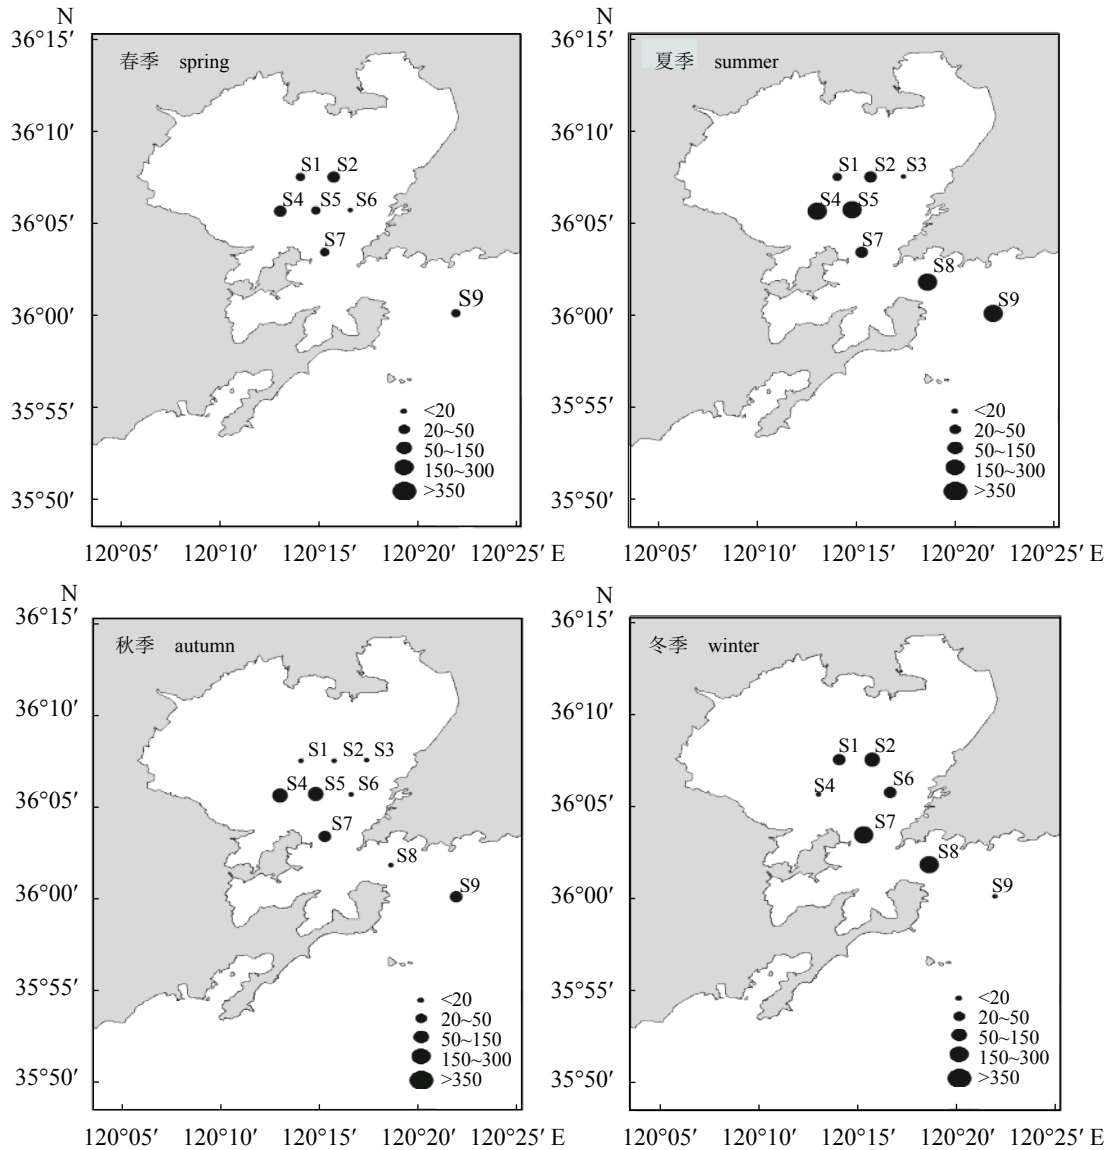 N
36°15′
36°10′
36°05′
36°00′
35°55′
35°50′
春季 spring
S1 S2
S4 S5 S6
S7
S9
<20
20~50
50~150
150~300
>350
120°05′ 120°10′ 120°15′ 120°20′ 120°25′ E
N
36°15′
36°10′
36°05′
36°00′
35°55′
35°50′
夏季 summer
S1 S2 S3
S4 S5
S7
S8
S9
<20
20~50
50~150
150~300
>350
120°05′ 120°10′ 120°15′ 120°20′ 120°25′ E
N
36°15′
36°10′
36°05′
36°00′
35°55′
35°50′
秋季 autumn
S1 S2 S3
S4 S5 S6
S7
S8
S9
<20
20~50
50~150
150~300
>350
120°05′ 120°10′ 120°15′ 120°20′ 120°25′ E
N
36°15′
36°10′
36°05′
36°00′
35°55′
35°50′
冬季 winter
S1 S2
S4 S6
S7
S8
S9
<20
20~50
50~150
150~300
>350
120°05′ 120°10′ 120°15′ 120°20′ 120°25′ E